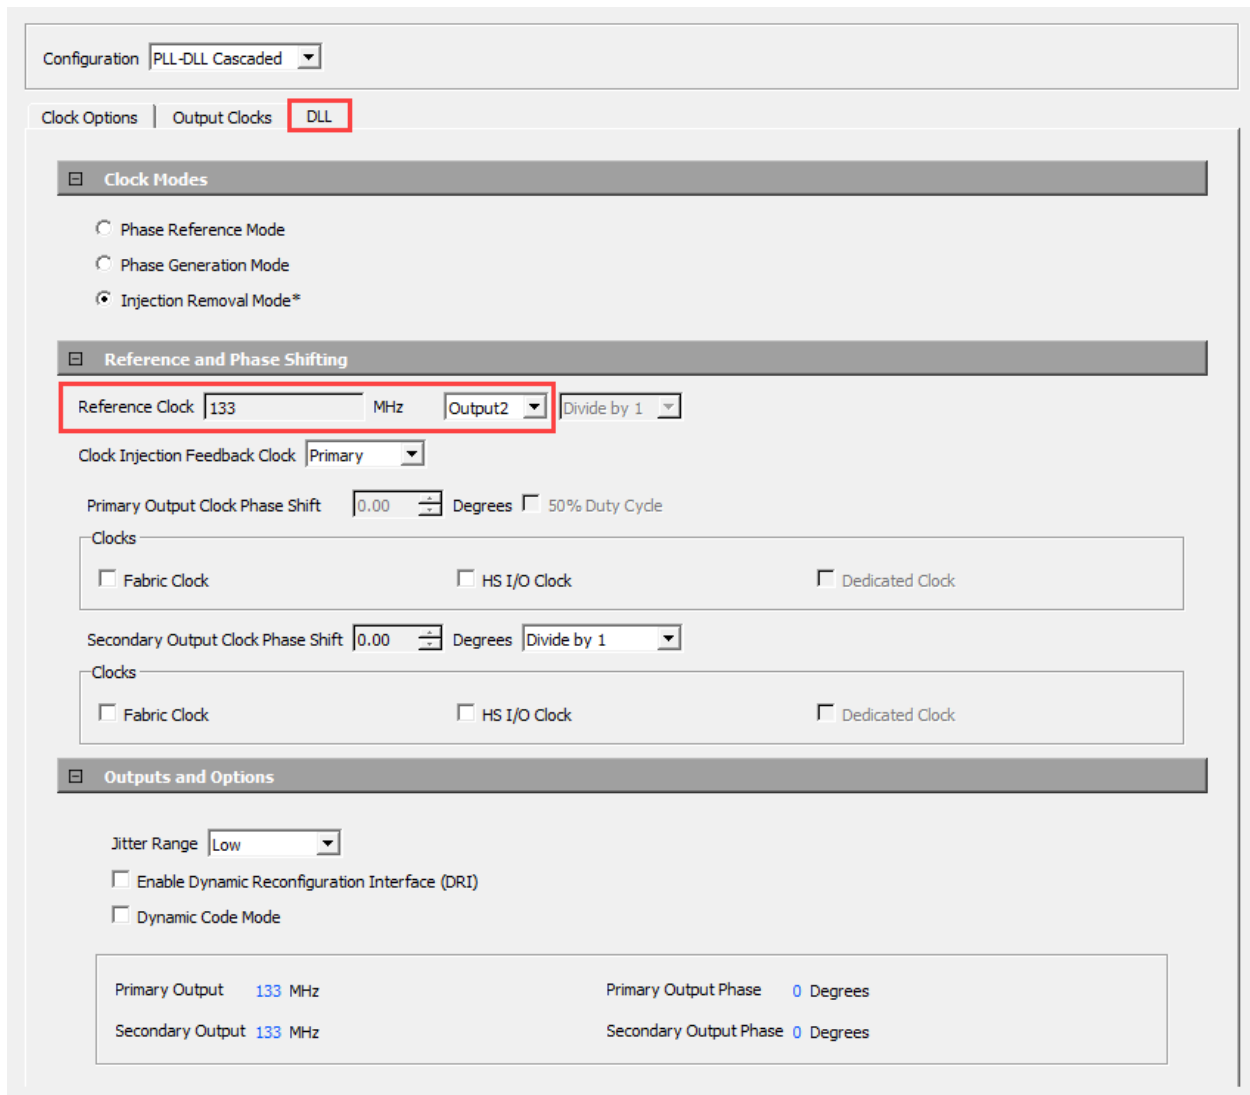 Configuration PLL-DLL Cascaded
Clock Options Output Clocks DLL
Clock Modes
Phase Reference Mode
Phase Generation Mode
Injection Removal Mode*
Reference and Phase Shifting
Reference Clock 133 MHz Output2 Divide by 1
Clock Injection Feedback Clock Primary
Primary Output Clock Phase Shift 0.00 Degrees 50% Duty Cycle
Clocks
Fabric Clock HS I/O Clock Dedicated Clock
Secondary Output Clock Phase Shift 0.00 Degrees Divide by 1
Clocks
Fabric Clock HS I/O Clock Dedicated Clock
Outputs and Options
Jitter Range Low
Enable Dynamic Reconfiguration Interface (DRI)
Dynamic Code Mode
Primary Output 133 MHz Primary Output Phase 0 Degrees
Secondary Output 133 MHz Secondary Output Phase 0 Degrees